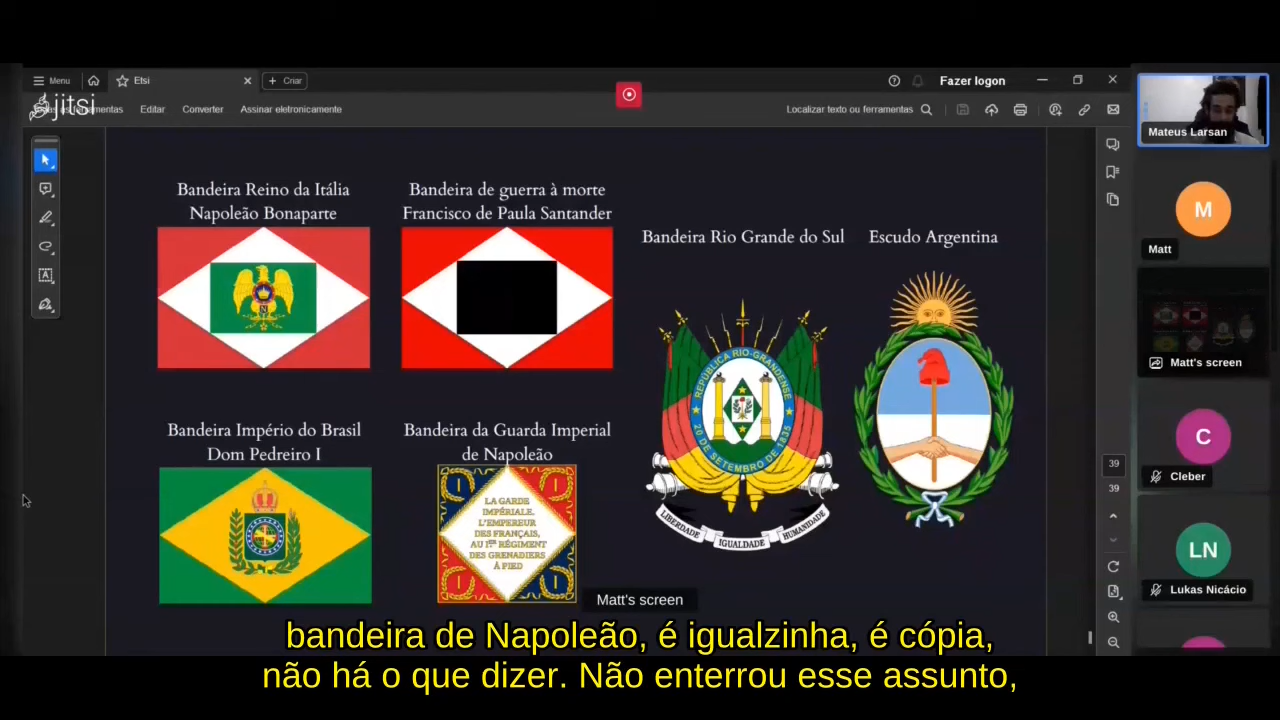 Menu
Etsi
Criar
Fazer logon
jitsi
Editar
Converter
Assinar eletronicamente
Localizar texto ou ferramentas
Bandeira Reino da Itália
Napoleão Bonaparte
Bandeira de guerra à morte
Francisco de Paula Santander
Bandeira Rio Grande do Sul
Escudo Argentina
N
REPÚBLICA RIO-GRANDENSE
20 DE SETEMBRO DE 1835
LIBERDADE
IGUALDADE
HUMANIDADE
Bandeira Império do Brasil
Dom Pedreiro I
Bandeira da Guarda Imperial
de Napoleão
LA GARDE
IMPÉRIALE.
L'EMPEREUR
DES FRANÇAIS,
AU 1ER RÉGIMENT
DES GRENADIERS
À PIED
39
39
Matt's screen
Mateus Larsan
M
Matt
Matt's screen
C
Cleber
LN
Lukas Nicácio
bandeira de Napoleão, é igualzinha, é cópia,
não há o que dizer. Não enterrou esse assunto,